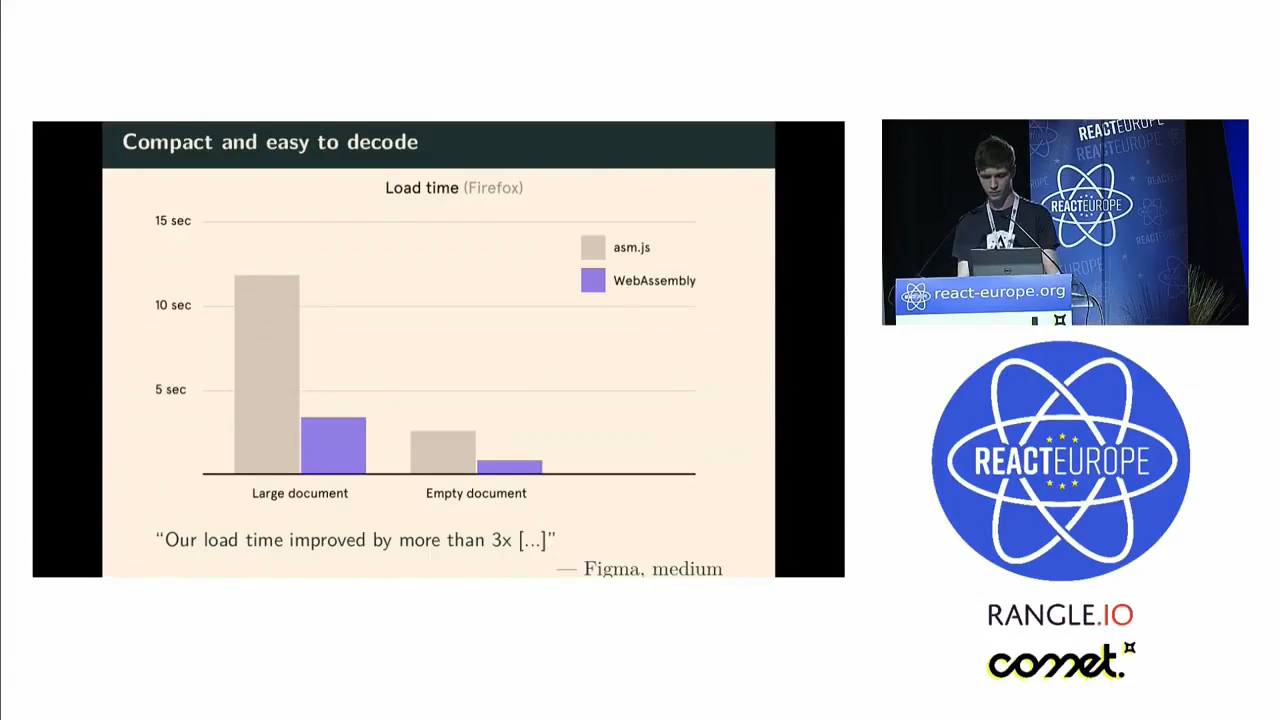 Compact and easy to decode
Load time (Firefox)
15 sec
asm.js
WebAssembly
10 sec
5 sec
Large document
Empty document
“Our load time improved by more than 3x [...]”
— Figma, medium
REACTEUROPE
REACTEUROPE
REACTEUROPE
react-europe.org
REACTEUROPE
RANGLE.IO
comet.